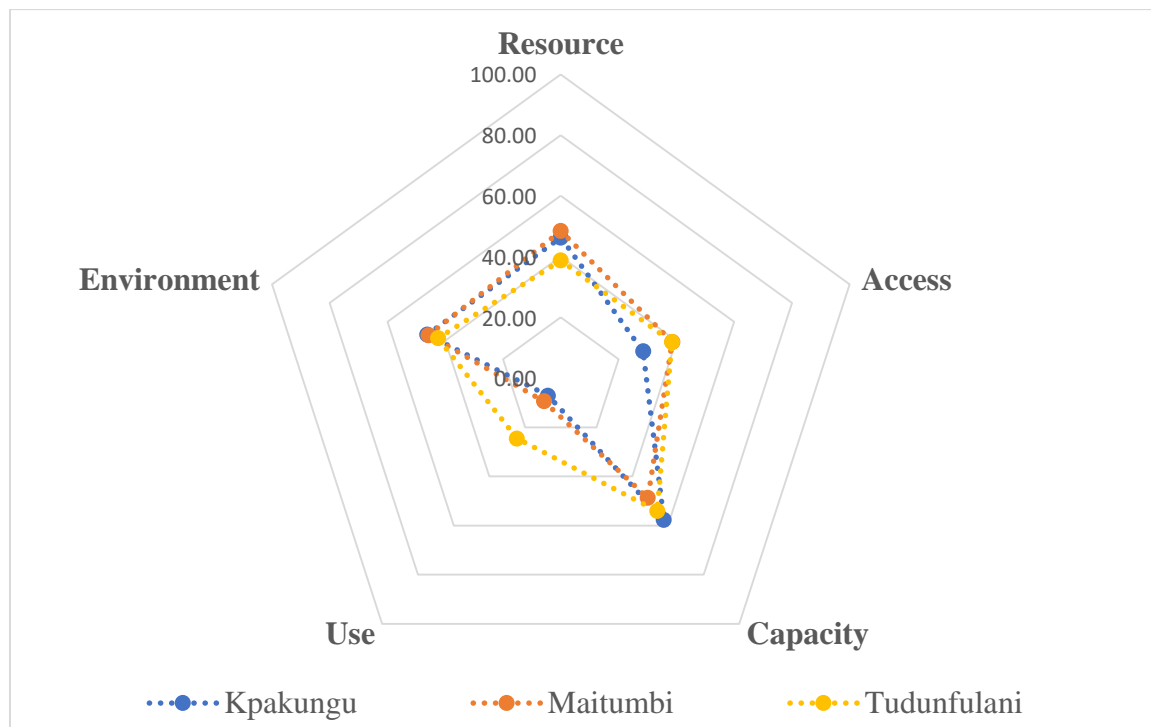 Resource
100.00
80.00
60.00
40.00
20.00
0.00
Environment
Access
Use
Capacity
Kpakungu Maitumbi Tudunfulani